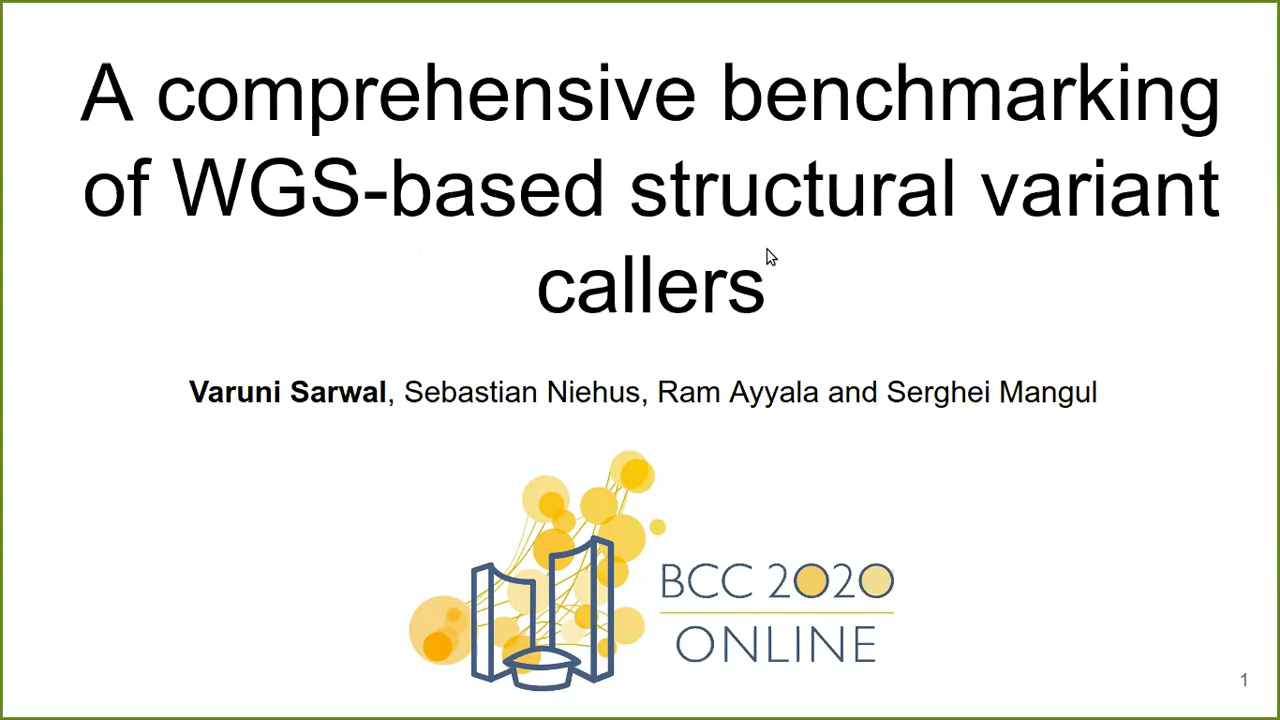 A comprehensive benchmarking
of WGS-based structural variant
callers
Varuni Sarwal, Sebastian Niehus, Ram Ayyala and Serghei Mangul
BCC 2020
ONLINE
1